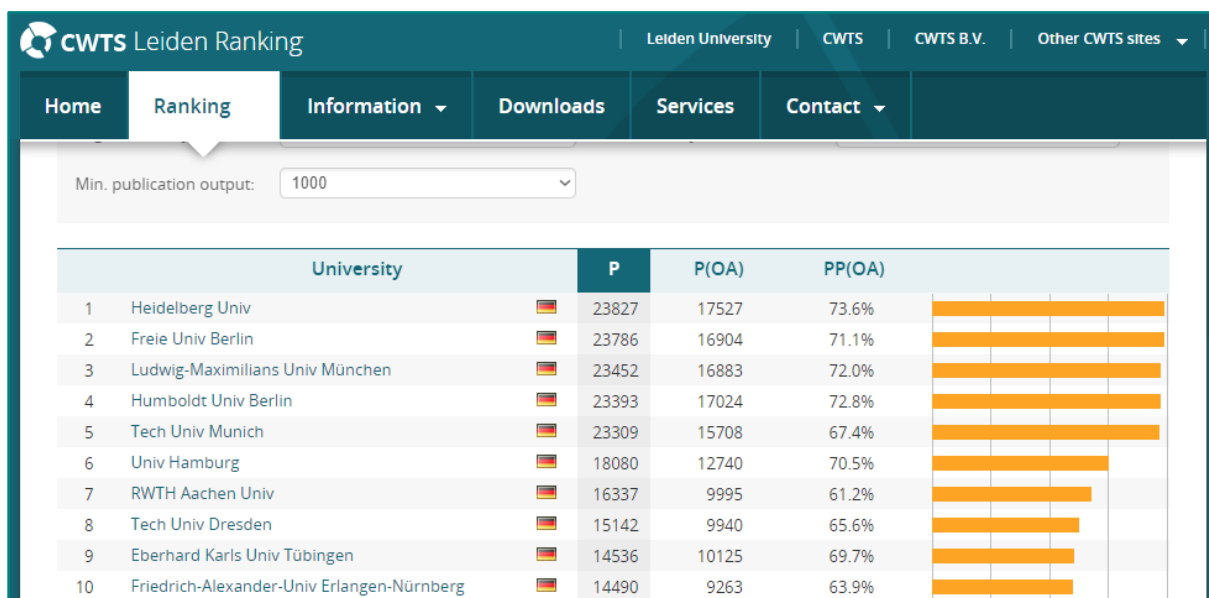 CWTS Leiden Ranking
Leiden University | CWTS | CWTS B.V. | Other CWTS sites
Home Ranking Information Downloads Services Contact
Min. publication output: 1000
University P P(OA) PP(OA)
1 Heidelberg Univ 23827 17527 73.6%
2 Freie Univ Berlin 23786 16904 71.1%
3 Ludwig-Maximilians Univ München 23452 16883 72.0%
4 Humboldt Univ Berlin 23393 17024 72.8%
5 Tech Univ Munich 23309 15708 67.4%
6 Univ Hamburg 18080 12740 70.5%
7 RWTH Aachen Univ 16337 9995 61.2%
8 Tech Univ Dresden 15142 9940 65.6%
9 Eberhard Karls Univ Tübingen 14536 10125 69.7%
10 Friedrich-Alexander-Univ Erlangen-Nürnberg 14490 9263 63.9%